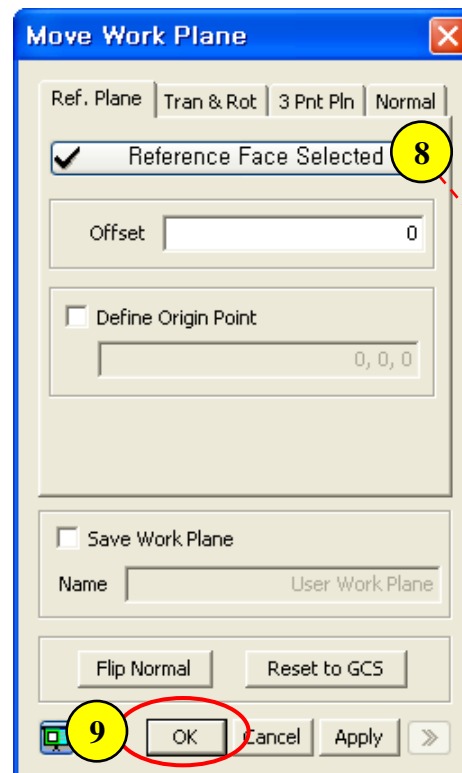 Move Work Plane
Ref. Plane Tran & Rot 3 Pnt Pln Normal
Reference Face Selected 8
Offset 0
Define Origin Point
0, 0, 0
Save Work Plane
Name User Work Plane
Flip Normal Reset to GCS
9 OK Cancel Apply >>